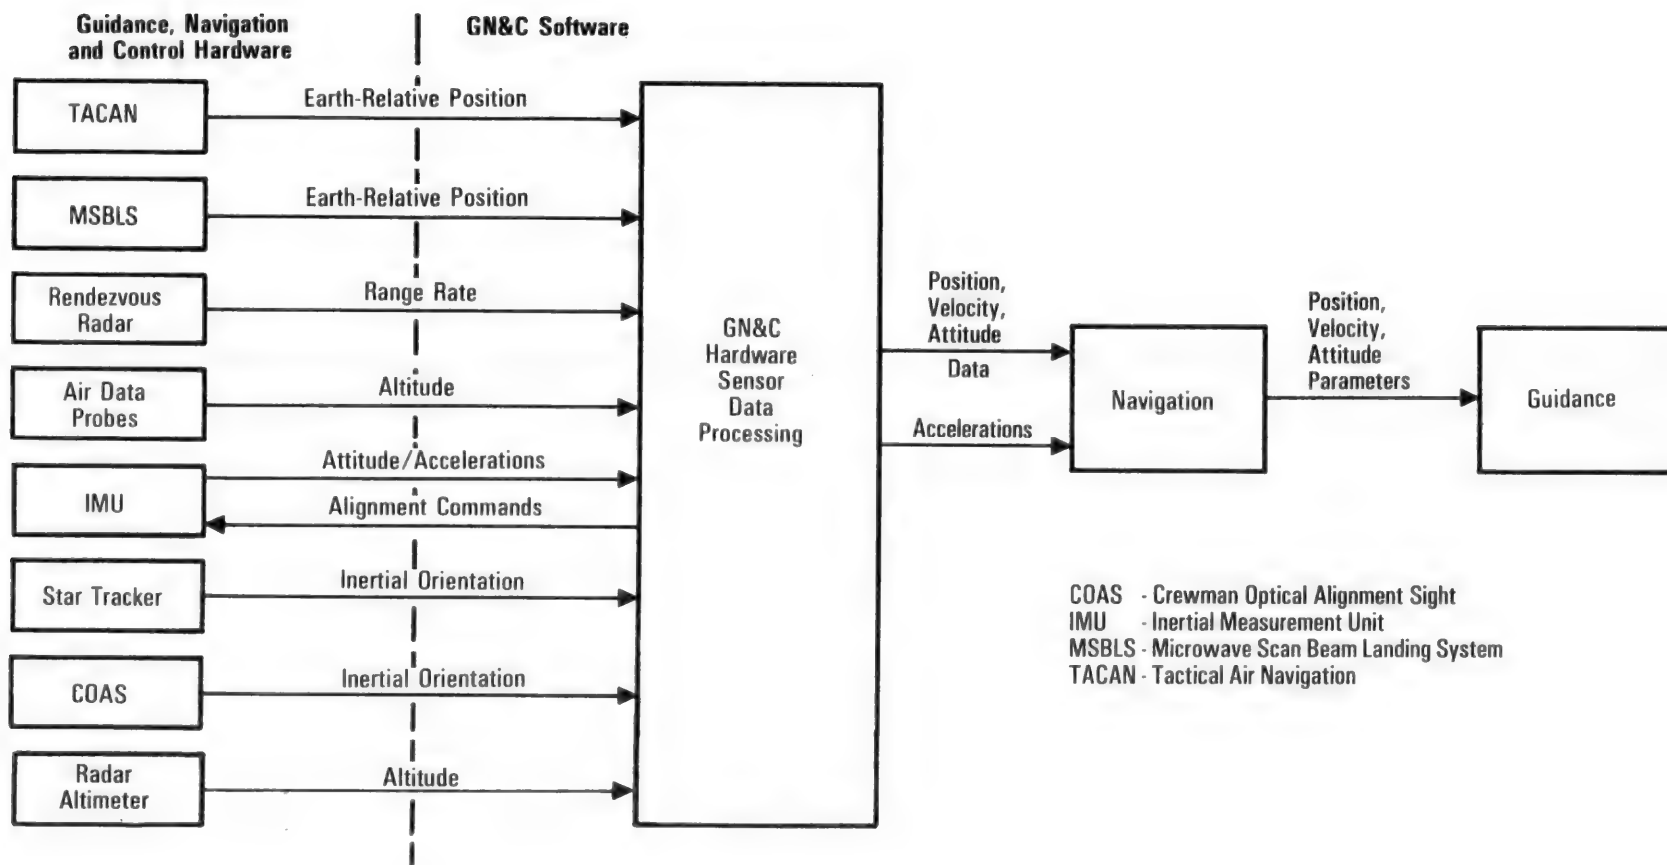 Guidance, Navigation
and Control Hardware
GN&C Software
TACAN
Earth-Relative Position
MSBLS
Earth-Relative Position
Rendezvous
Radar
Range Rate
Air Data
Probes
Altitude
IMU
Attitude/Accelerations
Alignment Commands
Star Tracker
Inertial Orientation
COAS
Inertial Orientation
Radar
Altimeter
Altitude
GN&C
Hardware
Sensor
Data
Processing
Position,
Velocity,
Attitude
Data
Accelerations
Navigation
Position,
Velocity,
Attitude
Parameters
Guidance
COAS - Crewman Optical Alignment Sight
IMU - Inertial Measurement Unit
MSBLS - Microwave Scan Beam Landing System
TACAN - Tactical Air Navigation